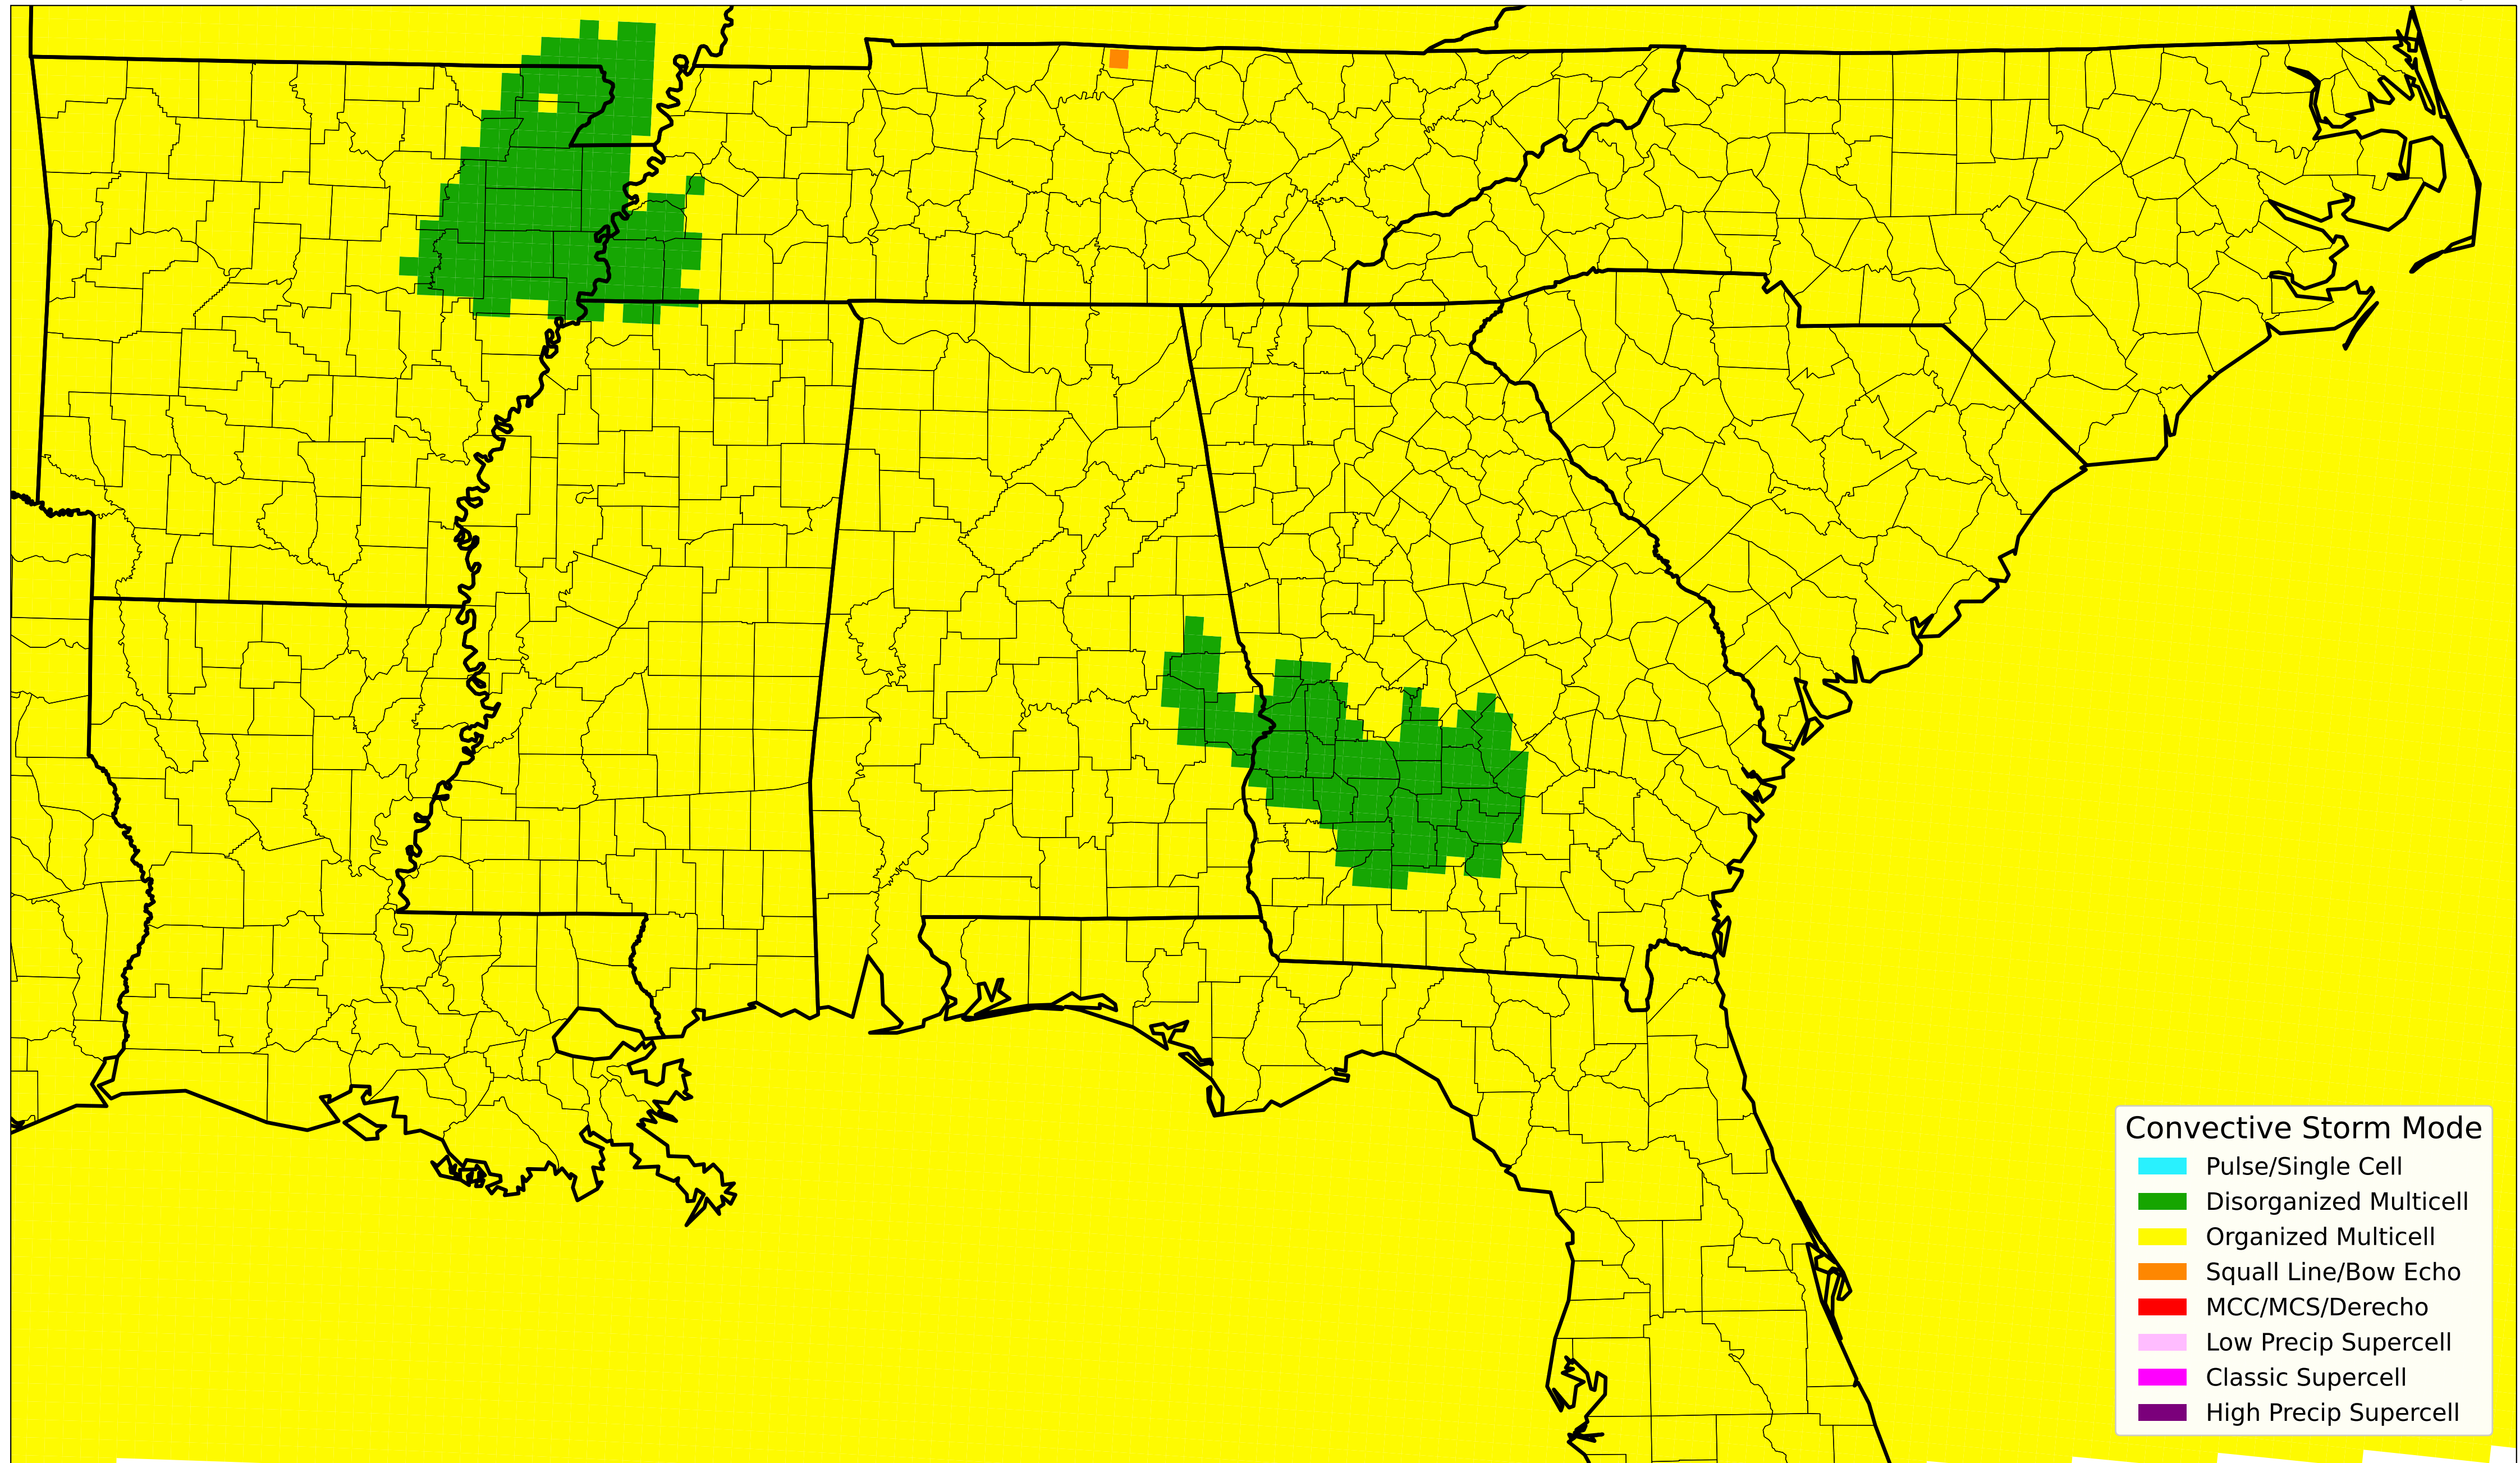 Convective Storm Mode
Pulse/Single Cell
Disorganized Multicell
Organized Multicell
Squall Line/Bow Echo
MCC/MCS/Derecho
Low Precip Supercell
Classic Supercell
High Precip Supercell